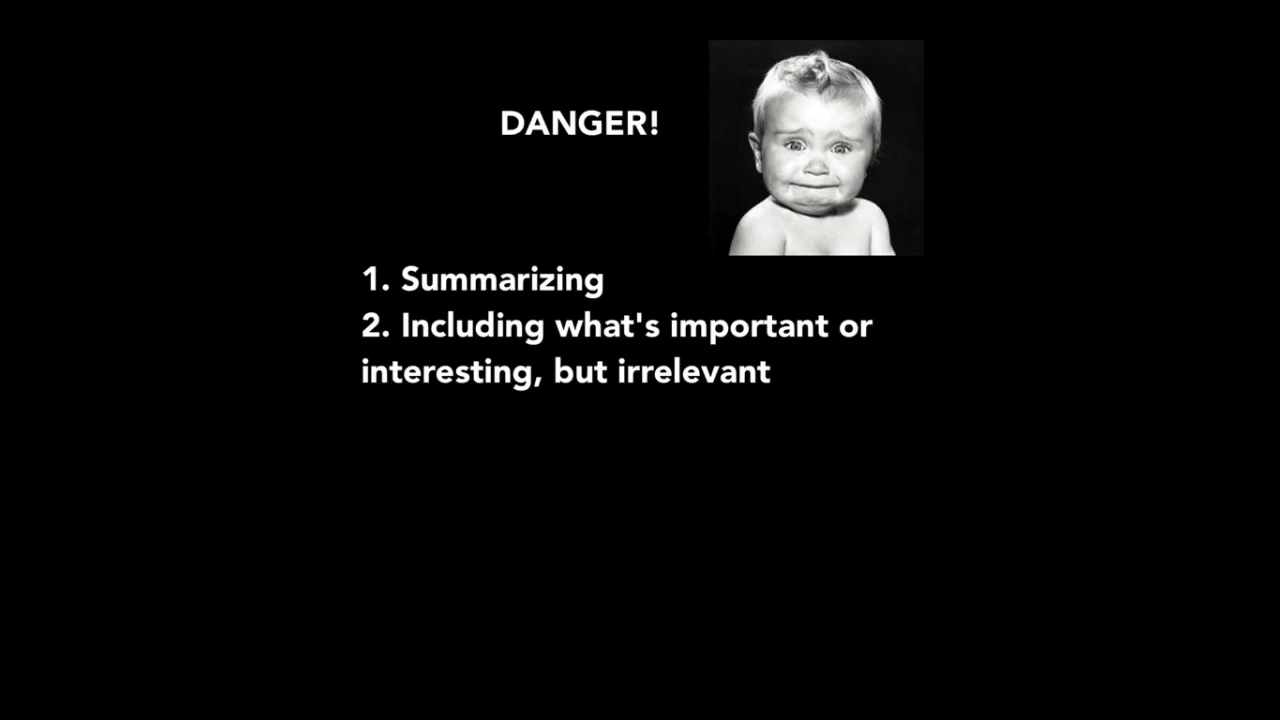 DANGER!
1. Summarizing
2. Including what's important or
interesting, but irrelevant